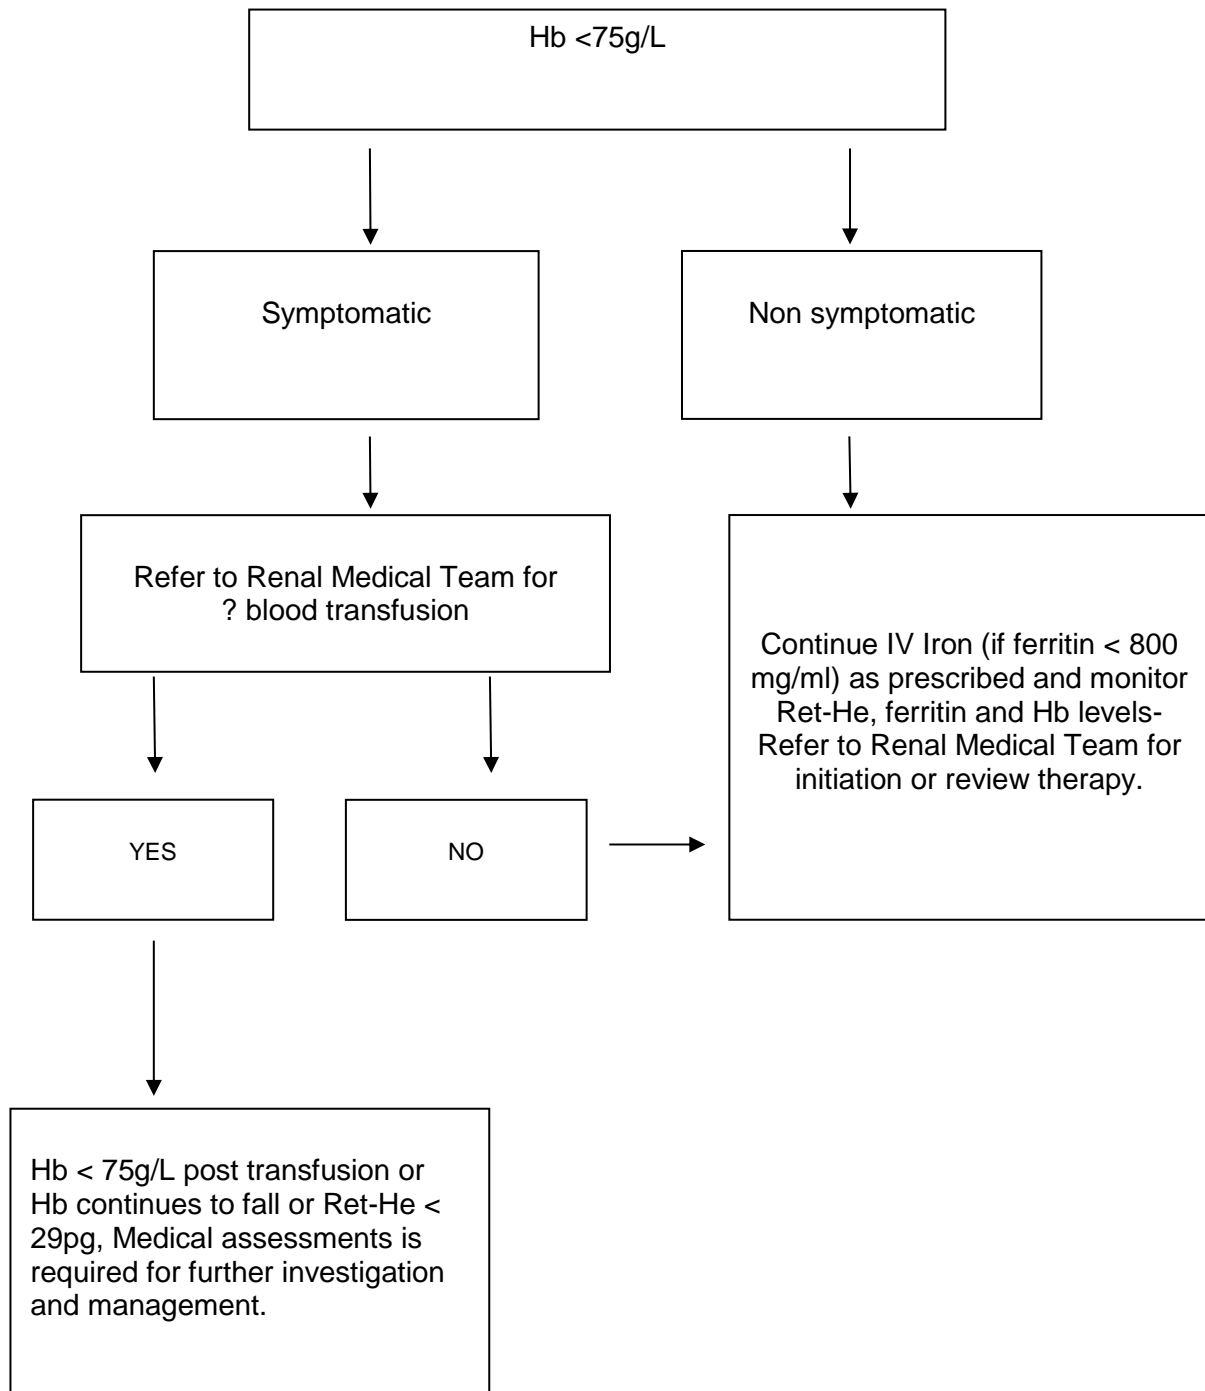 Hb <75g/L
Symptomatic
Non symptomatic
Refer to Renal Medical Team for
? blood transfusion
Continue IV Iron (if ferritin < 800
mg/ml) as prescribed and monitor
Ret-He, ferritin and Hb levels-
Refer to Renal Medical Team for
initiation or review therapy.
YES
NO
Hb < 75g/L post transfusion or
Hb continues to fall or Ret-He <
29pg, Medical assessments is
required for further investigation
and management.